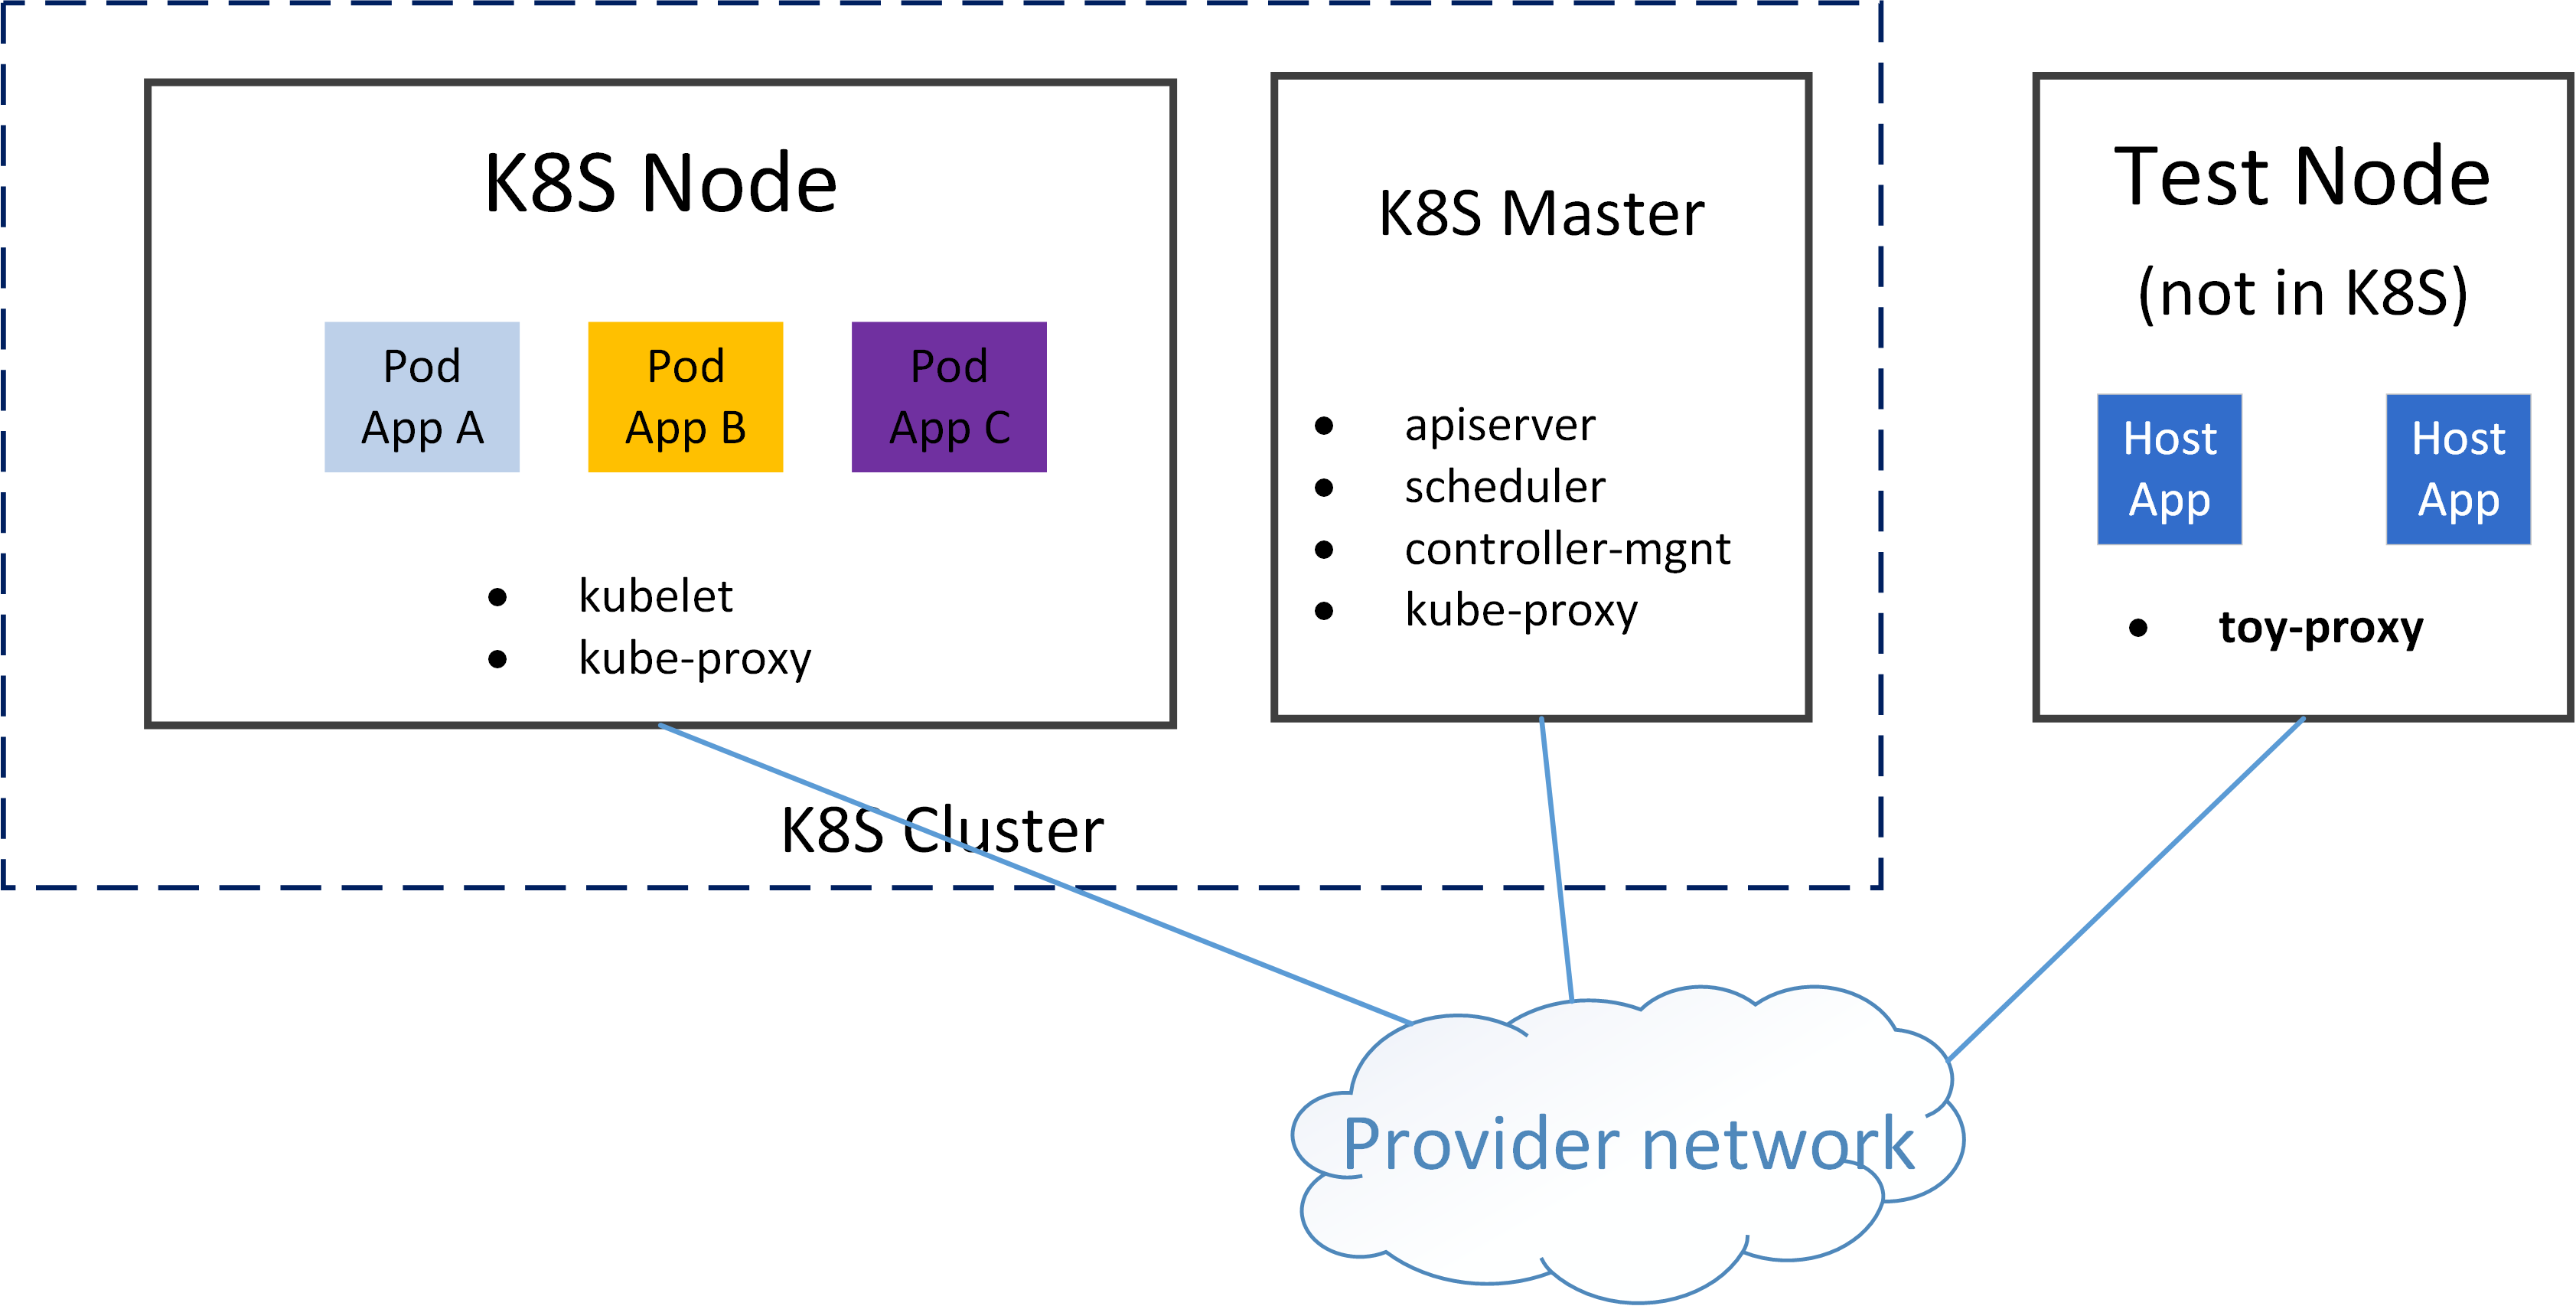 K8S Node
Pod
App A
Pod
App B
Pod
App C
kubelet
kube-proxy
K8S Master
apiserver
scheduler
controller-mgnt
kube-proxy
K8S Cluster
Test Node
(not in K8S)
Host
App
Host
App
toy-proxy
Provider network